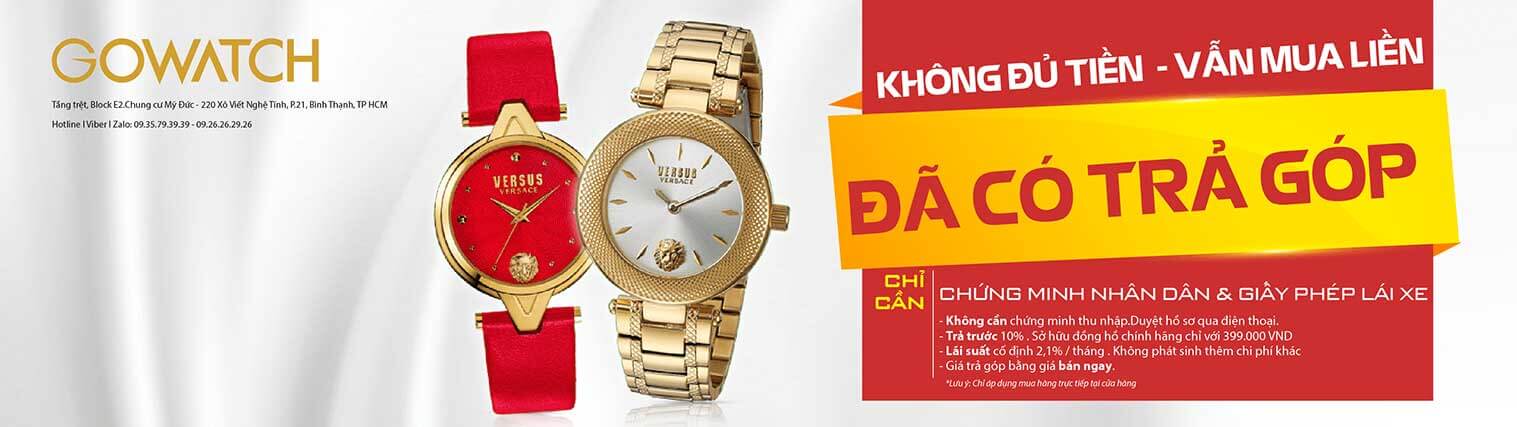 GOWATCH
Tầng trệt, Block E2.Chung cư Mỹ Đức - 220 Xô Viết Nghệ Tĩnh, P.21, Bình Thạnh, TP HCM
Hotline I Viber I Zalo: 09.35.79.39.39 - 09.26.26.29.26
VERSUS
VERSACE
VERSUS
VERSACE
KHÔNG ĐỦ TIỀN - VẪN MUA LIỀN
ĐÃ CÓ TRẢ GÓP
CHỈ CẦN
CHỨNG MINH NHÂN DÂN & GIẤY PHÉP LÁI XE
- Không cần chứng minh thu nhập.Duyệt hồ sơ qua điện thoại.
- Trả trước 10% . Sở hữu đồng hồ chính hãng chỉ với 399.000 VND
- Lãi suất cố định 2,1% / tháng . Không phát sinh thêm chi phí khác
- Giá trả góp bằng giá bán ngay.
*Lưu ý: Chỉ áp dụng mua hàng trực tiếp tại cửa hàng